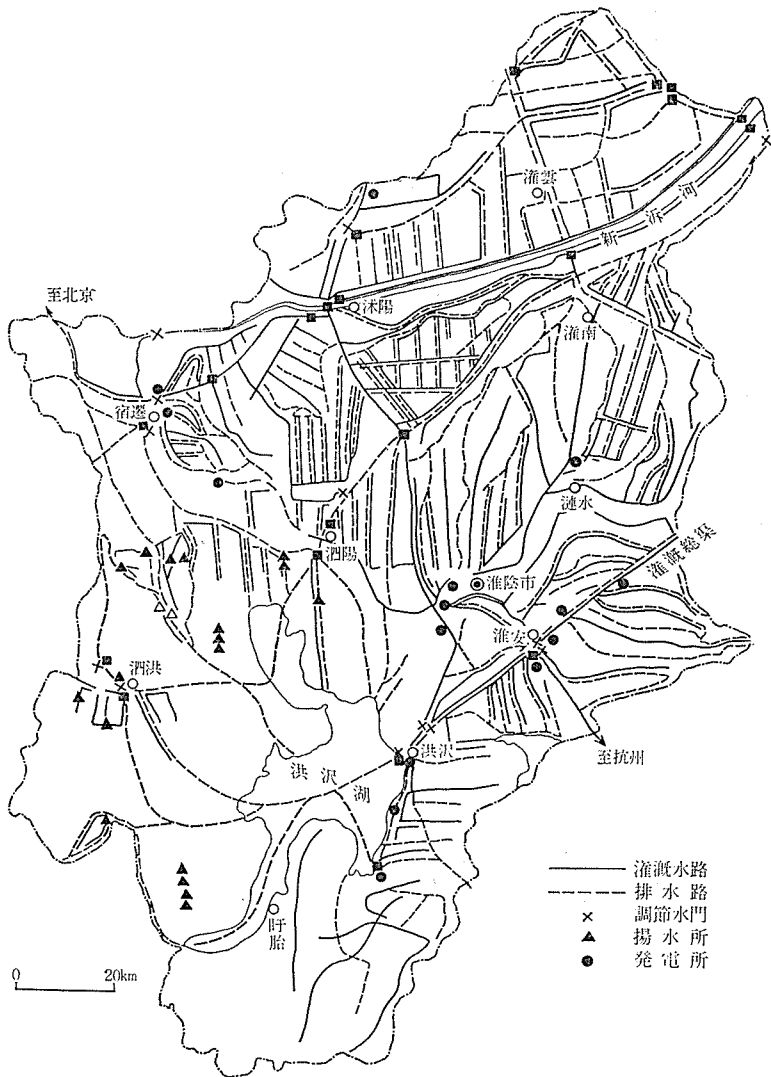 灌雲
新沂河
至北京
沭陽
灌南
宿遷
漣水
泗陽
淮陰市
灌漑総渠
淮安
泗洪
洪沢
至杭州
洪沢湖
盱胎
灌漑水路
排水路
調節水門
揚水所
発電所
0 20km